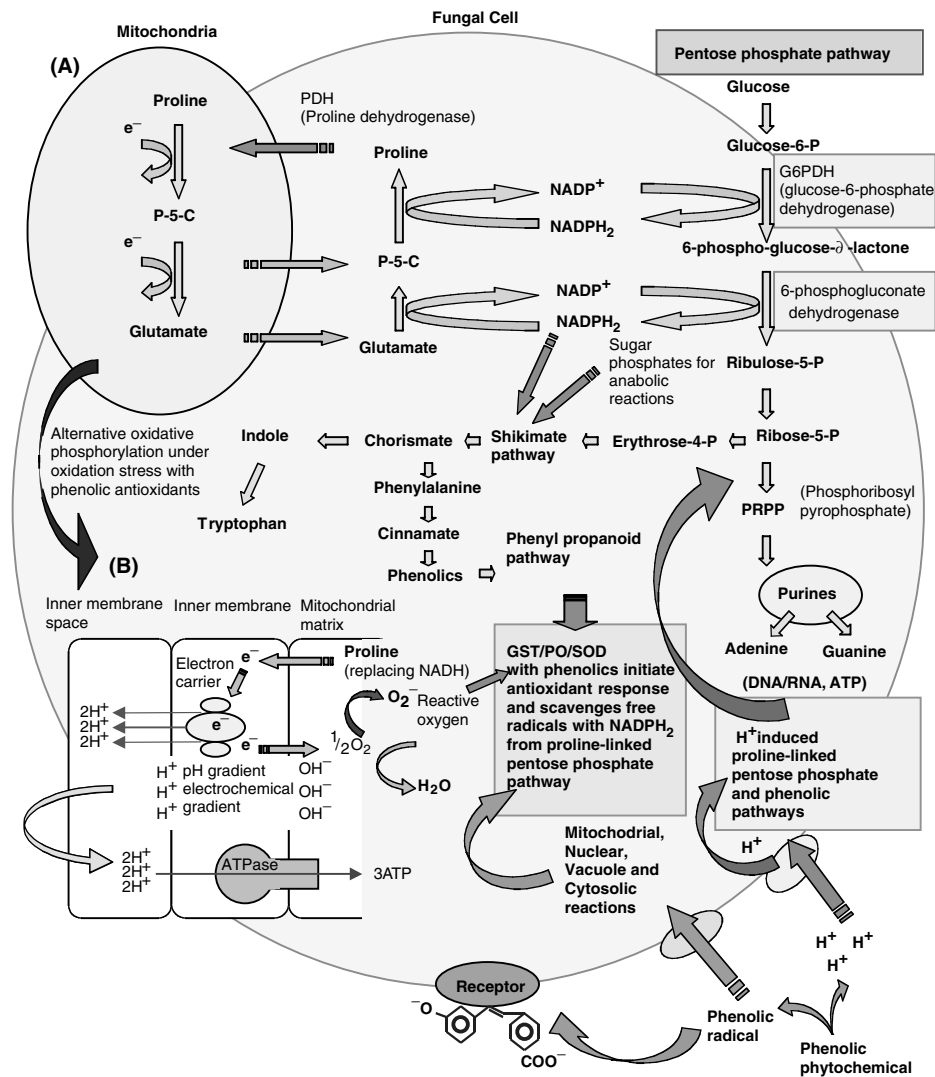 Fungal Cell
Mitochondria
(A)
Proline
e⁻
P-5-C
e⁻
Glutamate
PDH
(Proline dehydrogenase)
Proline
P-5-C
Glutamate
NADP⁺
NADPH₂
NADP⁺
NADPH₂
Pentose phosphate pathway
Glucose
Glucose-6-P
G6PDH
(glucose-6-phosphate
dehydrogenase)
6-phospho-glucose-∂-lactone
6-phosphogluconate
dehydrogenase
Ribulose-5-P
Sugar
phosphates for
anabolic
reactions
Alternative oxidative
phosphorylation under
oxidation stress with
phenolic antioxidants
Indole
Chorismate
Shikimate
pathway
Erythrose-4-P
Ribose-5-P
Tryptophan
Phenylalanine
Cinnamate
Phenolics
Phenyl propanoid
pathway
PRPP
(Phosphoribosyl
pyrophosphate)
Purines
Adenine
Guanine
(DNA/RNA, ATP)
(B)
Inner membrane
space
Inner membrane
Mitochondrial
matrix
Electron
carrier
e⁻
Proline
(replacing NADH)
O₂⁻
Reactive
oxygen
2H⁺
2H⁺
2H⁺
e⁻
e⁻
1/2O₂
H₂O
H⁺ pH gradient
H⁺ electrochemical
H⁺ gradient
OH⁻
OH⁻
OH⁻
2H⁺
2H⁺
2H⁺
ATPase
3ATP
GST/PO/SOD
with phenolics initiate
antioxidant response
and scavenges free
radicals with NADPH₂
from proline-linked
pentose phosphate
pathway
H⁺induced
proline-linked
pentose phosphate
and phenolic
pathways
Mitochodrial,
Nuclear,
Vacuole and
Cytosolic
reactions
H⁺
H⁺ H⁺
H⁺
Receptor
⁻O
COO⁻
Phenolic
radical
Phenolic
phytochemical